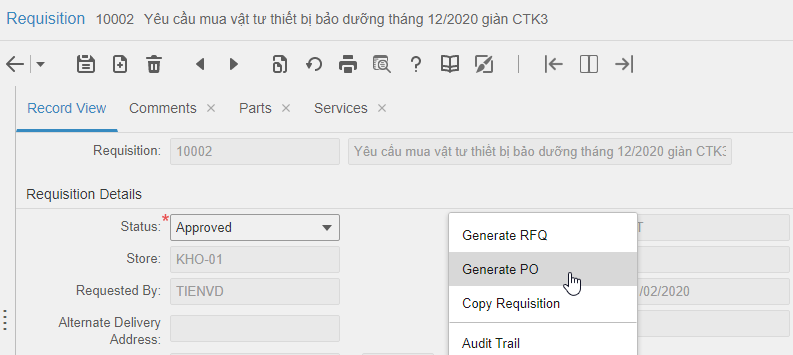 Requisition 10002 Yêu cầu mua vật tư thiết bị bảo dưỡng tháng 12/2020 giàn CTK3
Record View Comments × Parts × Services ×
Requisition: 10002 Yêu cầu mua vật tư thiết bị bảo dưỡng tháng 12/2020 giàn CTK3
Requisition Details
Status: * Approved
Generate RFQ
T
Store: KHO-01
Generate PO
Requested By: TIENVD
Copy Requisition
/02/2020
Alternate Delivery
Address:
Audit Trail